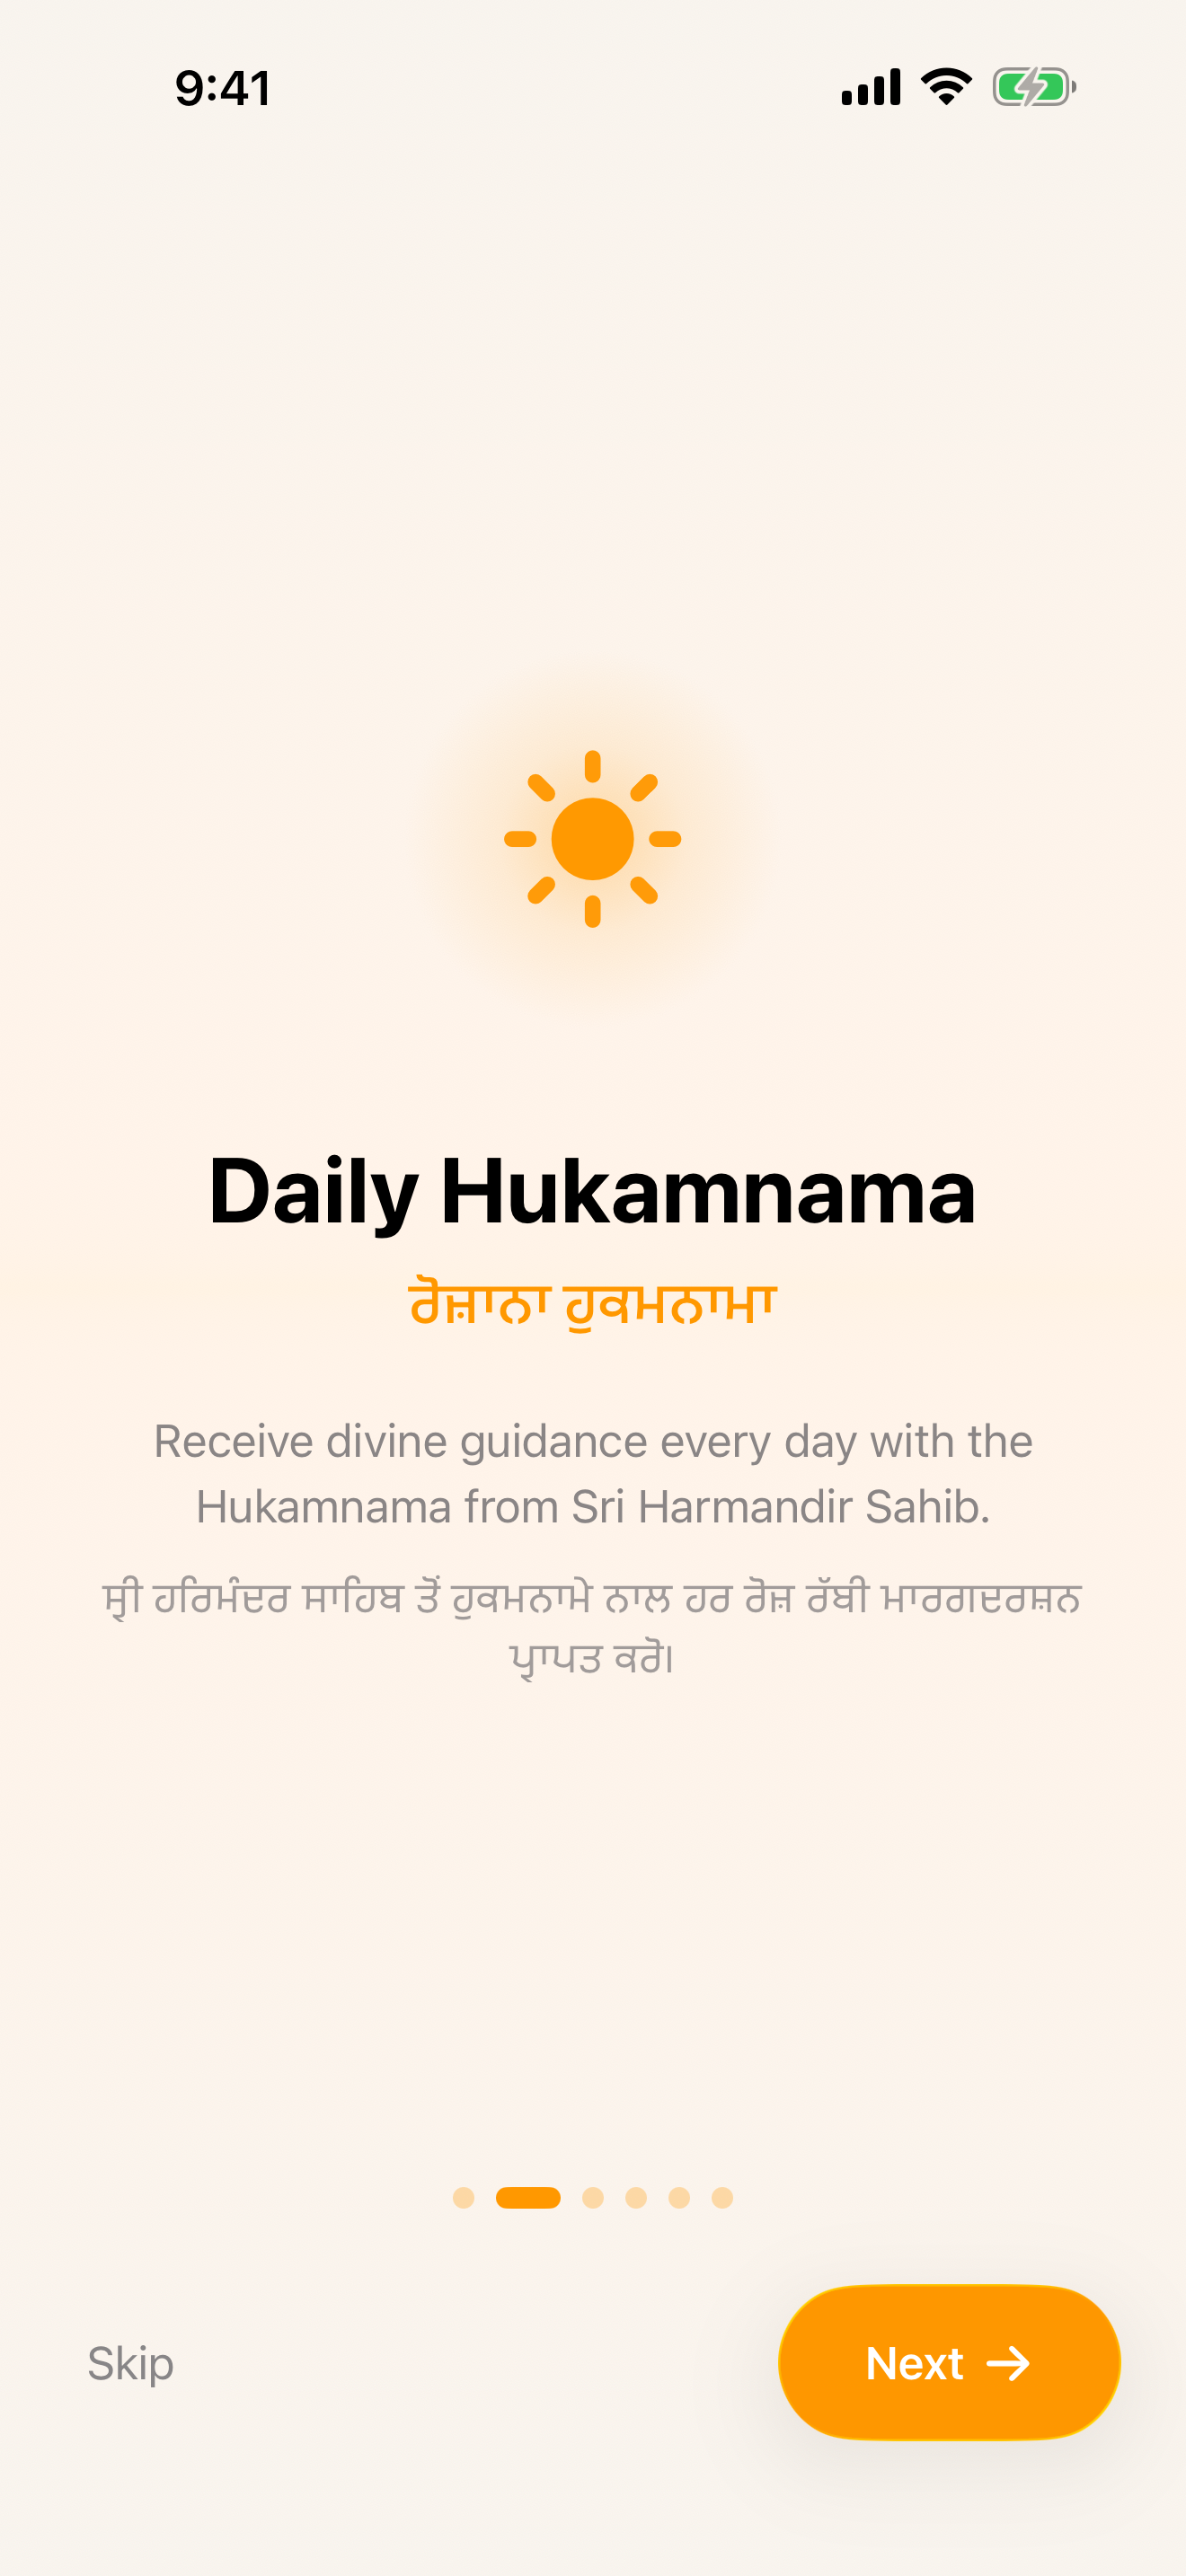 9:41
Daily Hukamnama
ਰੋਜ਼ਾਨਾ ਹੁਕਮਨਾਮਾ
Receive divine guidance every day with the
Hukamnama from Sri Harmandir Sahib.
ਸ੍ਰੀ ਹਰਿਮੰਦਰ ਸਾਹਿਬ ਤੋਂ ਹੁਕਮਨਾਮੇ ਨਾਲ ਹਰ ਰੋਜ਼ ਰੱਬੀ ਮਾਰਗਦਰਸ਼ਨ
ਪ੍ਰਾਪਤ ਕਰੋ।
Skip
Next →